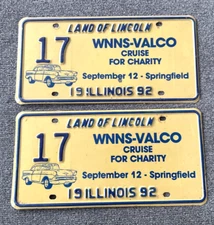 LAND OF LINCOLN
17
WNNS-VALCO
CRUISE
FOR CHARITY
September 12 - Springfield
19 ILLINOIS 92
LAND OF LINCOLN
17
WNNS-VALCO
CRUISE
FOR CHARITY
September 12 - Springfield
19 ILLINOIS 92